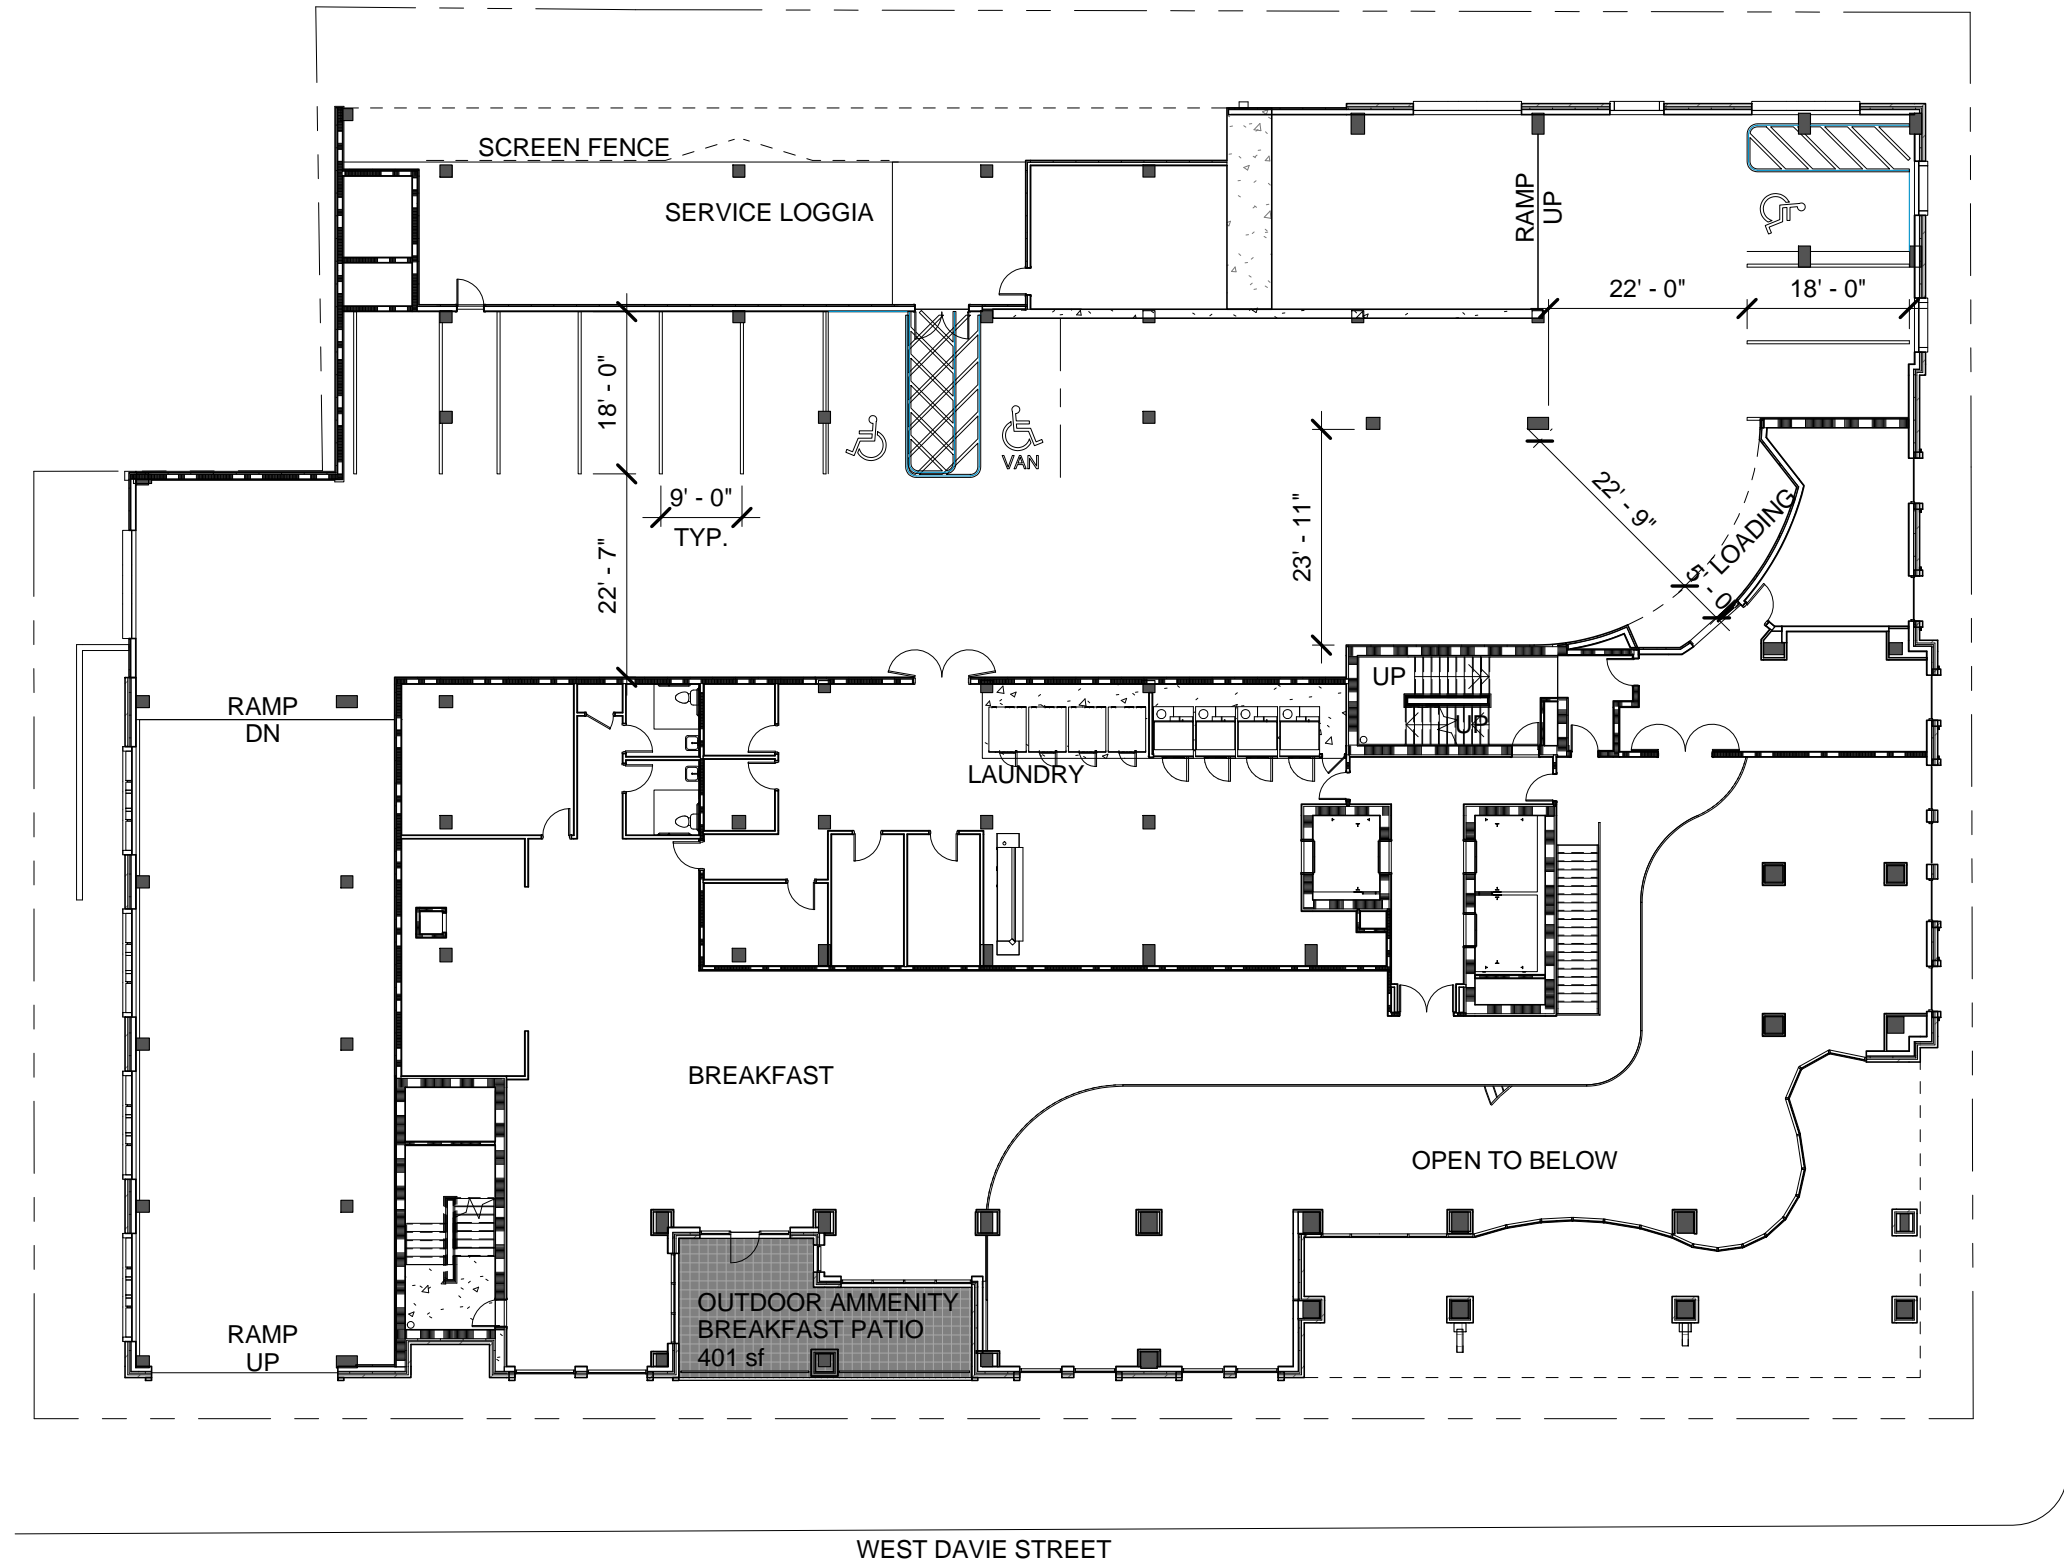 SCREEN FENCE
SERVICE LOGGIA
RAMP
UP
22' - 0"
18' - 0"
18' - 0"
VAN
9' - 0"
TYP.
22' - 7"
23' - 11"
22' - 9"
5' - 0"
LOADING
UP
UP
RAMP
DN
LAUNDRY
BREAKFAST
OPEN TO BELOW
OUTDOOR AMMENITY
BREAKFAST PATIO
401 sf
RAMP
UP
WEST DAVIE STREET